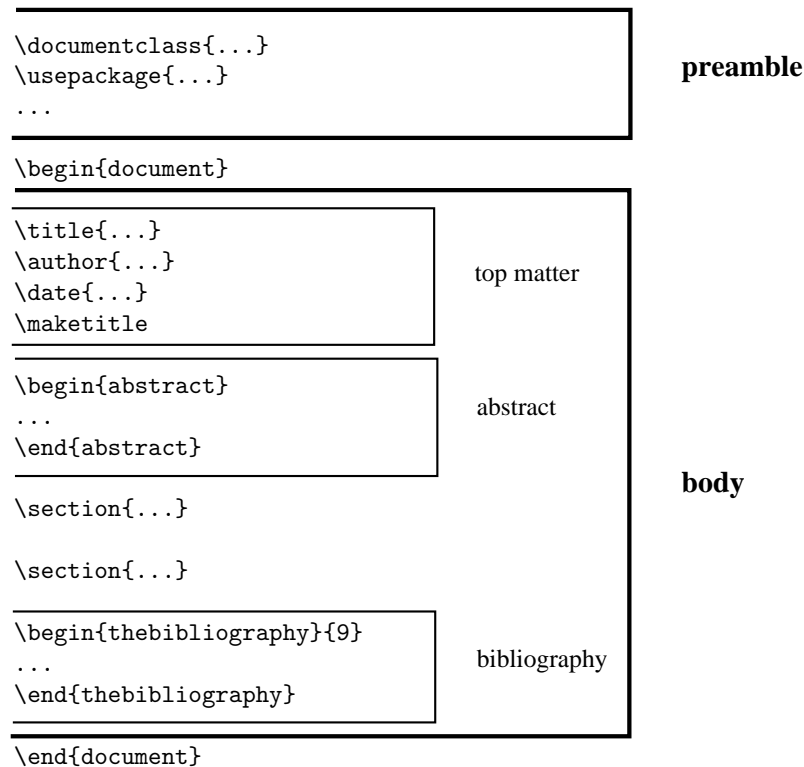 \documentclass{...}
\usepackage{...}
...
preamble
\begin{document}
\title{...}
\author{...}
\date{...}
\maketitle
top matter
\begin{abstract}
...
\end{abstract}
abstract
\section{...}
body
\section{...}
\begin{thebibliography}{9}
...
\end{thebibliography}
bibliography
\end{document}